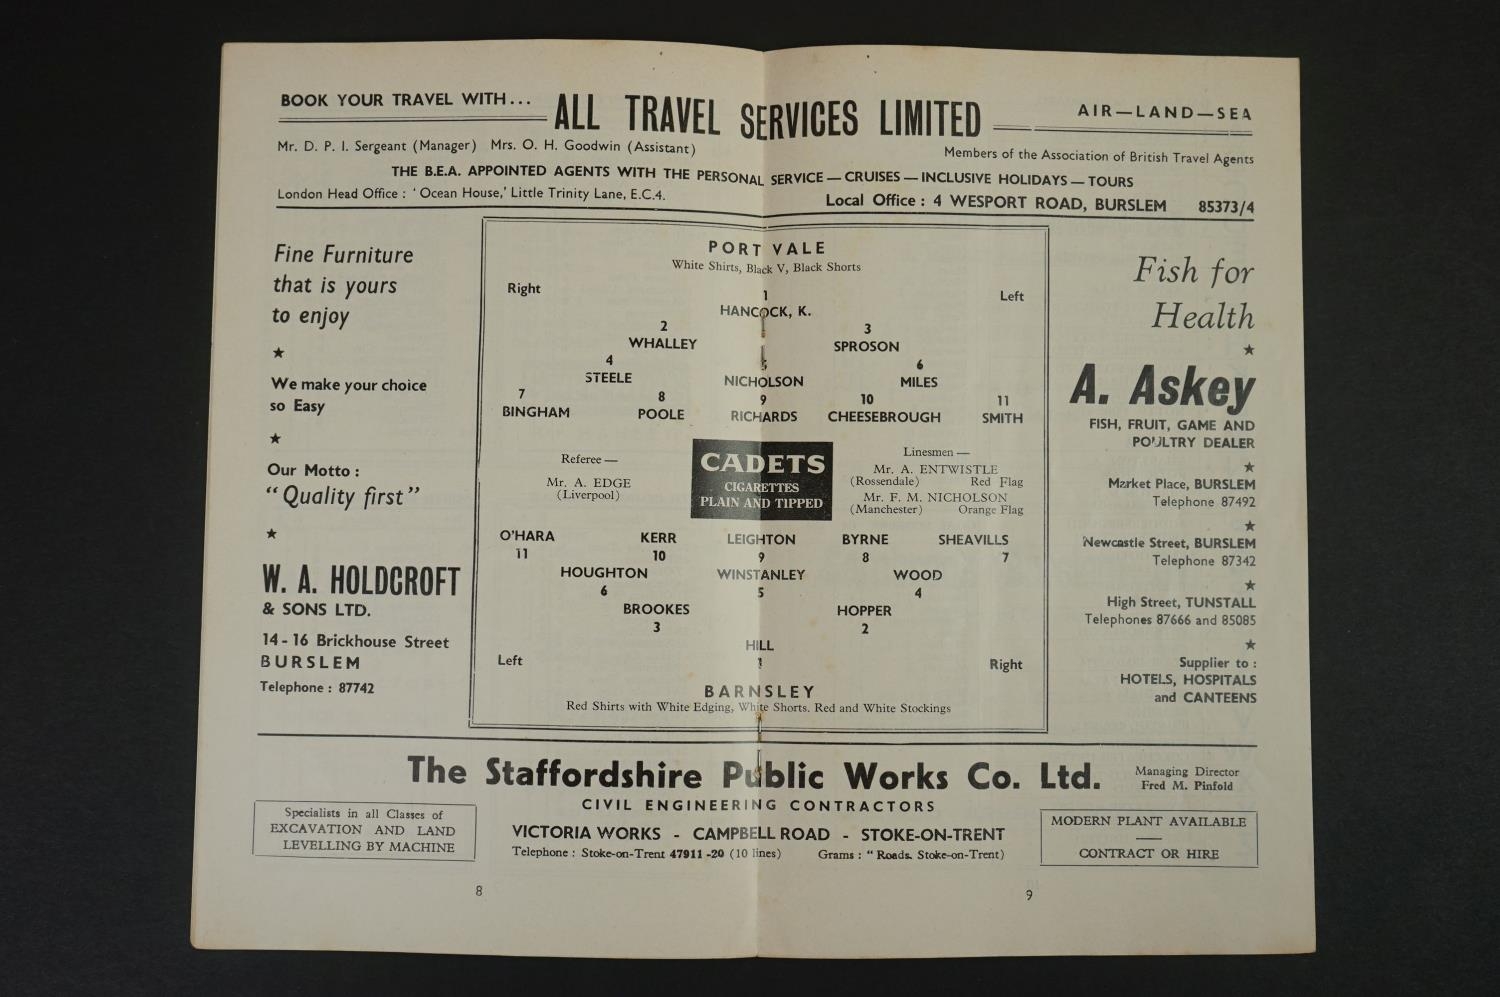 BOOK YOUR TRAVEL WITH... ALL TRAVEL SERVICES LIMITED AIR—LAND—SEA
Mr. D. P. I. Sergeant (Manager) Mrs. O. H. Goodwin (Assistant) Members of the Association of British Travel Agents
THE B.E.A. APPOINTED AGENTS WITH THE PERSONAL SERVICE — CRUISES — INCLUSIVE HOLIDAYS — TOURS
London Head Office : ' Ocean House,' Little Trinity Lane, E.C.4. Local Office : 4 WESPORT ROAD, BURSLEM 85373/4
Fine Furniture
that is yours
to enjoy
★
We make your choice
so Easy
★
Our Motto :
"Quality first"
★
W. A. HOLDCROFT
& SONS LTD.
14-16 Brickhouse Street
BURSLEM
Telephone : 87742
PORT VALE
White Shirts, Black V, Black Shorts
Right Left
1
HANCOCK, K.
2 3
WHALLEY SPROSON
4 5 6
STEELE NICHOLSON MILES
7 8 9 10 11
BINGHAM POOLE RICHARDS CHEESEBROUGH SMITH
Referee —
Mr. A. EDGE
(Liverpool)
CADETS
CIGARETTES
PLAIN AND TIPPED
Linesmen —
Mr. A. ENTWISTLE
(Rossendale) Red Flag
Mr. F. M. NICHOLSON
(Manchester) Orange Flag
O'HARA KERR LEIGHTON BYRNE SHEAVILLS
11 10 9 8 7
HOUGHTON WINSTANLEY WOOD
6 5 4
BROOKES HOPPER
3 2
HILL
1
Left Right
BARNSLEY
Red Shirts with White Edging, White Shorts. Red and White Stockings
Fish for
Health
★
A. Askey
FISH, FRUIT, GAME AND
POULTRY DEALER
★
Market Place, BURSLEM
Telephone 87492
★
Newcastle Street, BURSLEM
Telephone 87342
★
High Street, TUNSTALL
Telephones 87666 and 85085
★
Supplier to :
HOTELS, HOSPITALS
and CANTEENS
The Staffordshire Public Works Co. Ltd.
Managing Director
Fred M. Pinfold
CIVIL ENGINEERING CONTRACTORS
Specialists in all Classes of
EXCAVATION AND LAND
LEVELLING BY MACHINE
VICTORIA WORKS - CAMPBELL ROAD - STOKE-ON-TRENT
Telephone : Stoke-on-Trent 47911-20 (10 lines) Grams : "Roads. Stoke-on-Trent)
MODERN PLANT AVAILABLE
CONTRACT OR HIRE
8 9